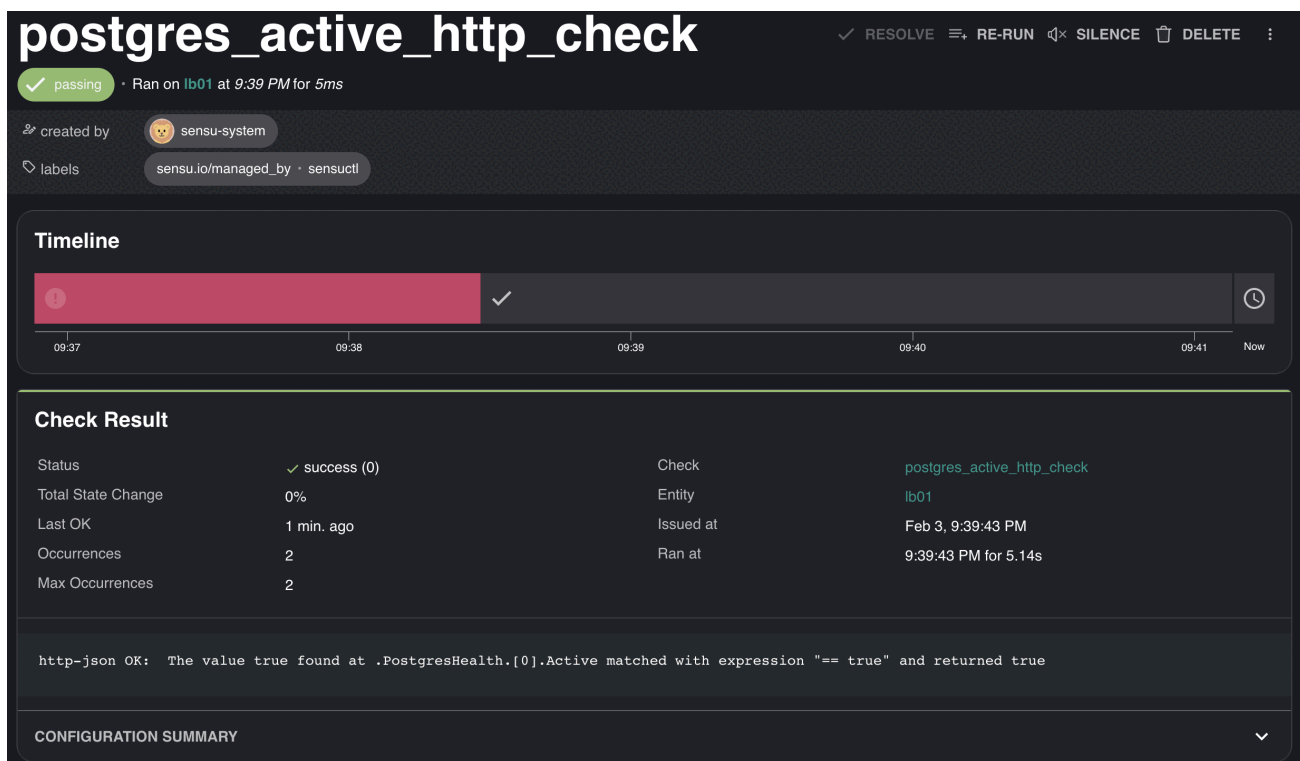 postgres_active_http_check
RESOLVE RE-RUN SILENCE DELETE
passing · Ran on lb01 at 9:39 PM for 5ms
created by sensu-system
labels sensu.io/managed_by · sensuctl
Timeline
09:37 09:38 09:39 09:40 09:41 Now
Check Result
Status success (0) Check postgres_active_http_check
Total State Change 0% Entity lb01
Last OK 1 min. ago Issued at Feb 3, 9:39:43 PM
Occurrences 2 Ran at 9:39:43 PM for 5.14s
Max Occurrences 2
http-json OK:  The value true found at .PostgresHealth.[0].Active matched with expression "== true" and returned true
CONFIGURATION SUMMARY